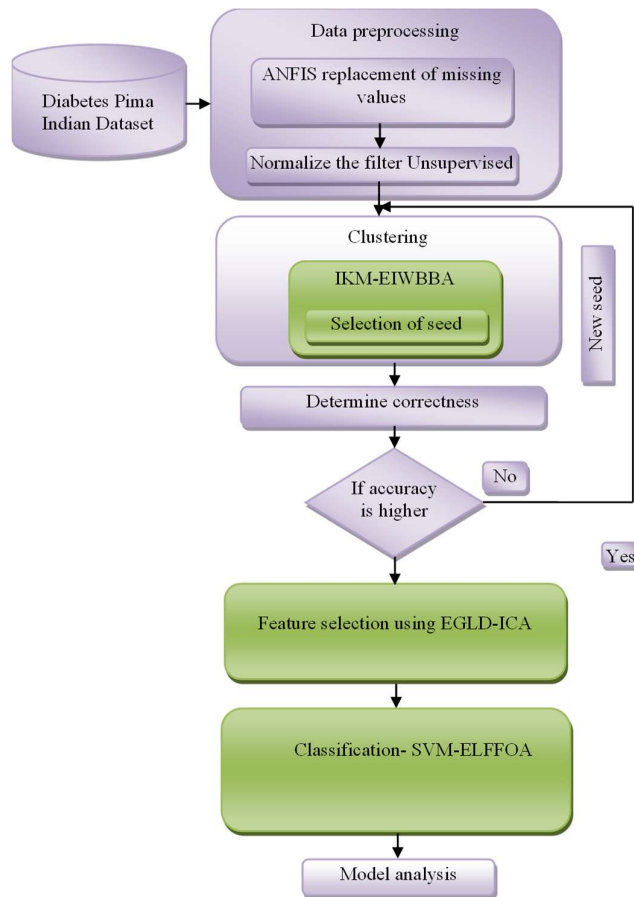 Data preprocessing
ANFIS replacement of missing
values
Diabetes Pima
Indian Dataset
Normalize the filter Unsupervised
Clustering
IKM-EIWBBA
Selection of seed
New seed
Determine correctness
If accuracy
is higher
No
Yes
Feature selection using EGLD-ICA
Classification- SVM-ELFFOA
Model analysis